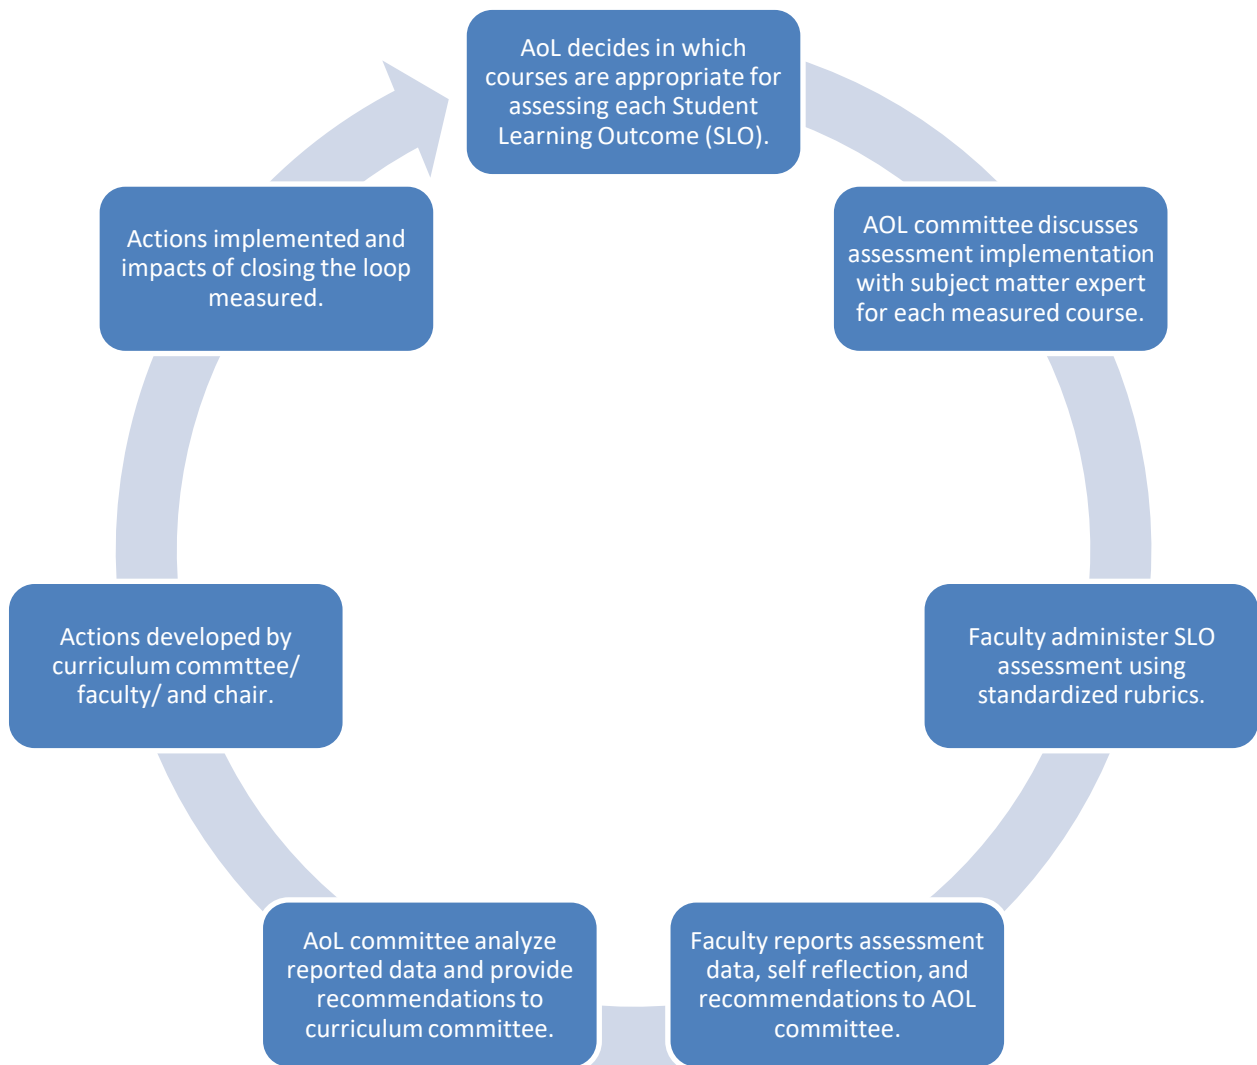 AoL decides in which
courses are appropriate for
assessing each Student
Learning Outcome (SLO).
AOL committee discusses
assessment implementation
with subject matter expert
for each measured course.
Faculty administer SLO
assessment using
standardized rubrics.
Faculty reports assessment
data, self reflection, and
recommendations to AOL
committee.
AoL committee analyze
reported data and provide
recommendations to
curriculum committee.
Actions developed by
curriculum commttee/
faculty/ and chair.
Actions implemented and
impacts of closing the loop
measured.